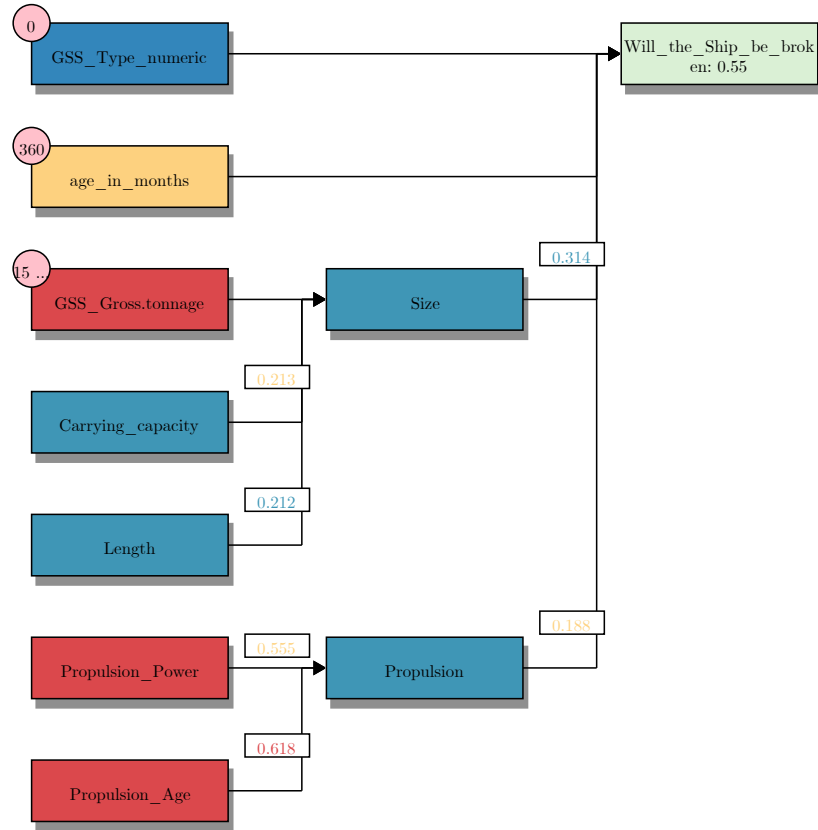 0
GSS_Type_numeric
Will_the_Ship_be_brok
en: 0.55
360
age_in_months
0.314
15 ...
GSS_Gross.tonnage
Size
0.213
Carrying_capacity
0.212
Length
0.188
0.555
Propulsion_Power
Propulsion
0.618
Propulsion_Age